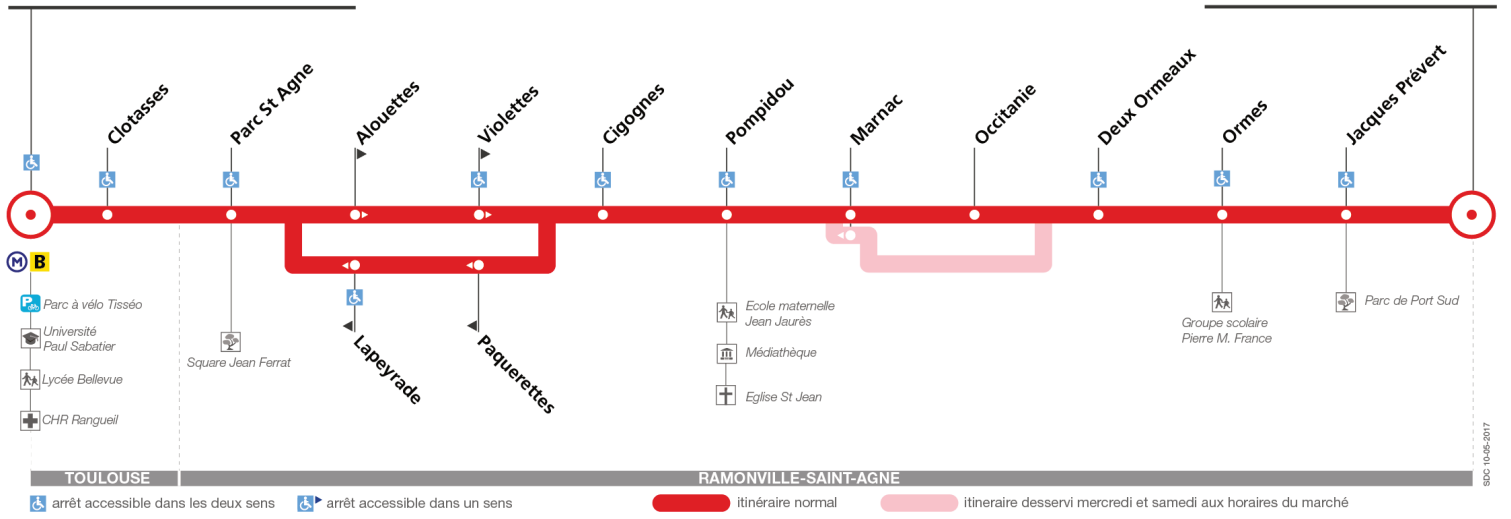 Clotasses
Parc St Agne
Alouettes
Violettes
Cigognes
Pompidou
Marnac
Occitanie
Deux Ormeaux
Ormes
Jacques Prévert
M B
P
Parc à vélo Tisséo
Université
Paul Sabatier
Lycée Bellevue
CHR Rangueil
Square Jean Ferrat
Lapeyrade
Paquerettes
Ecole maternelle
Jean Jaurès
Médiathèque
Eglise St Jean
Groupe scolaire
Pierre M. France
Parc de Port Sud
SDC 10-05-2017
TOULOUSE
RAMONVILLE-SAINT-AGNE
arrêt accessible dans les deux sens
arrêt accessible dans un sens
itinéraire normal
itineraire desservi mercredi et samedi aux horaires du marché